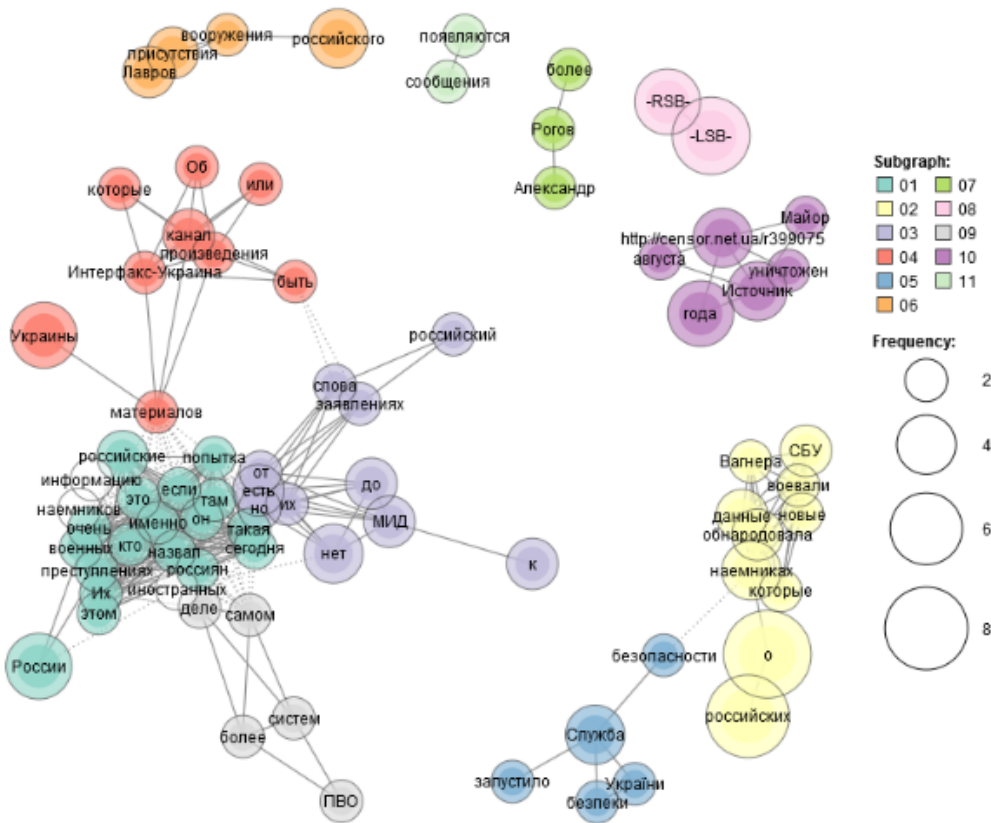 вооружения
российского
присутствия
Лавров
появляются
сообщения
более
Рогов
Александр
-RSB-
-LSB-
Об
которые
или
канал
произведения
Интерфакс-Украина
быть
Украины
материалов
Майор
http://censor.net.ua/r399075
августа
уничтожен
Источник
года
российский
слова
заявлениях
российские
попытка
информацию
это
если
там
наемников
очень
именно
он
военных
кто
назвал
такая
сегодня
преступлениях
россиян
Их
иностранных
этом
России
от
есть
но
их
до
МИД
нет
к
деле
самом
систем
более
ПВО
Вагнера
СБУ
воевали
данные
новые
обнародовала
наемниках
которые
о
российских
безопасности
Служба
запустило
України
безпеки
Subgraph:
01
02
03
04
05
06
07
08
09
10
11
Frequency:
2
4
6
8